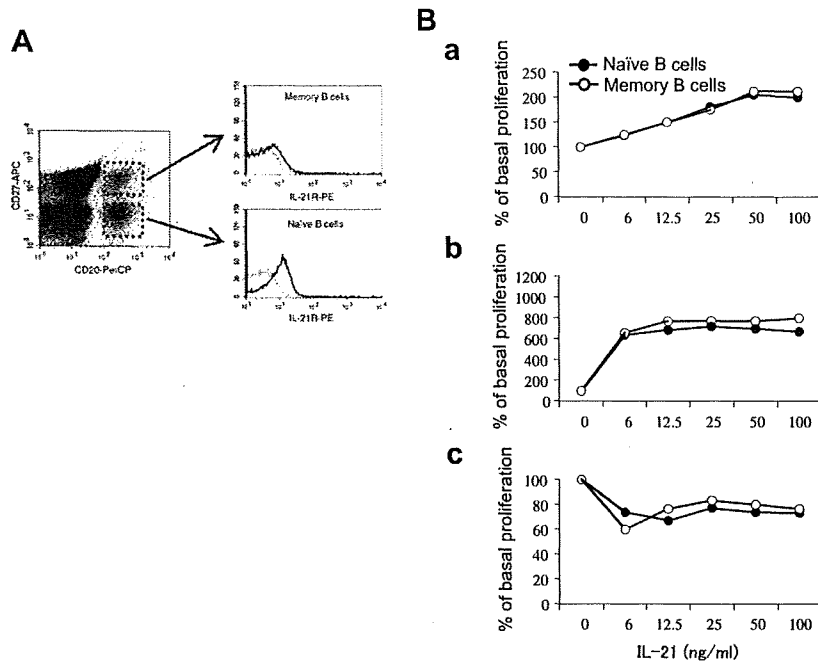 A
CD27-APC
CD20-PerCP
Memory B cells
IL-21R-PE
Naïve B cells
IL-21R-PE
B
a
% of basal proliferation
250
200
150
100
50
0
Naïve B cells
Memory B cells
0 6 12.5 25 50 100
b
% of basal proliferation
1200
1000
800
600
400
200
0
0 6 12.5 25 50 100
c
% of basal proliferation
100
80
60
40
20
0
0 6 12.5 25 50 100
IL-21 (ng/ml)